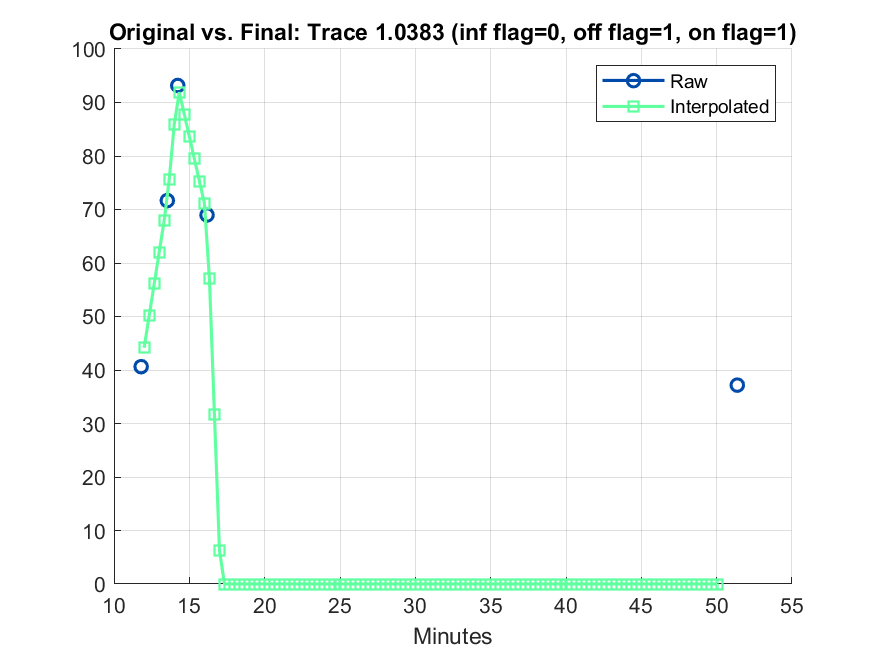 Original vs. Final: Trace 1.0383 (inf flag=0, off flag=1, on flag=1)
100
90
80
70
60
50
40
30
20
10
0
Raw
Interpolated
10 15 20 25 30 35 40 45 50 55
Minutes